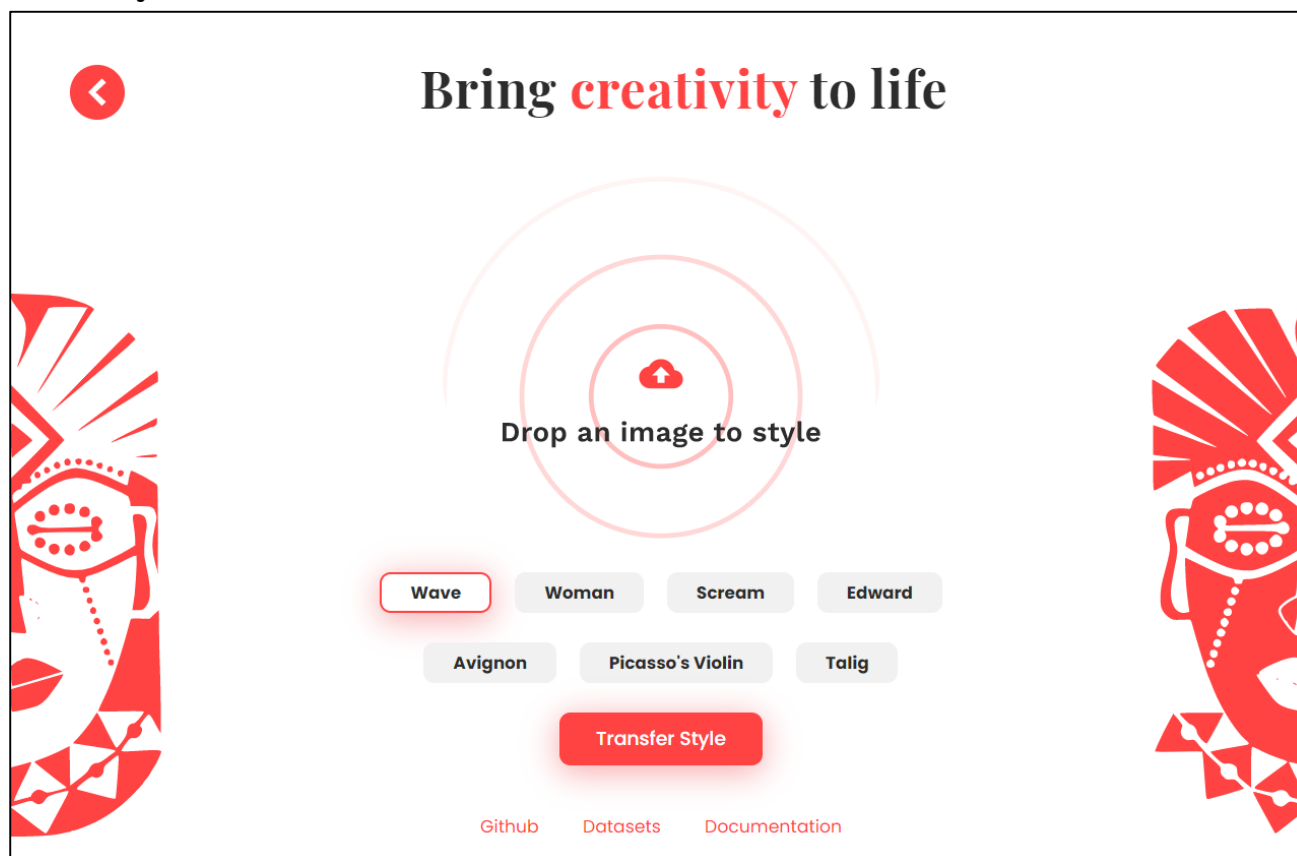 Bring creativity to life
Drop an image to style
Wave Woman Scream Edward
Avignon Picasso's Violin Talig
Transfer Style
Github Datasets Documentation